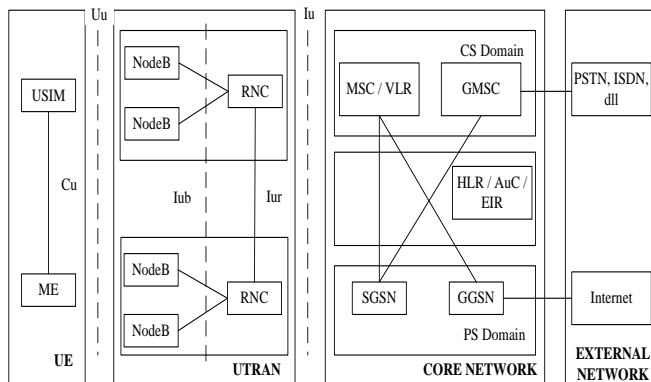 Uu
Iu
NodeB
NodeB
RNC
USIM
Cu
ME
Iub
Iur
NodeB
NodeB
RNC
UE
UTRAN
CS Domain
MSC / VLR
GMSC
HLR / AuC /
EIR
SGSN
GGSN
PS Domain
CORE NETWORK
PSTN, ISDN,
dll
Internet
EXTERNAL
NETWORK